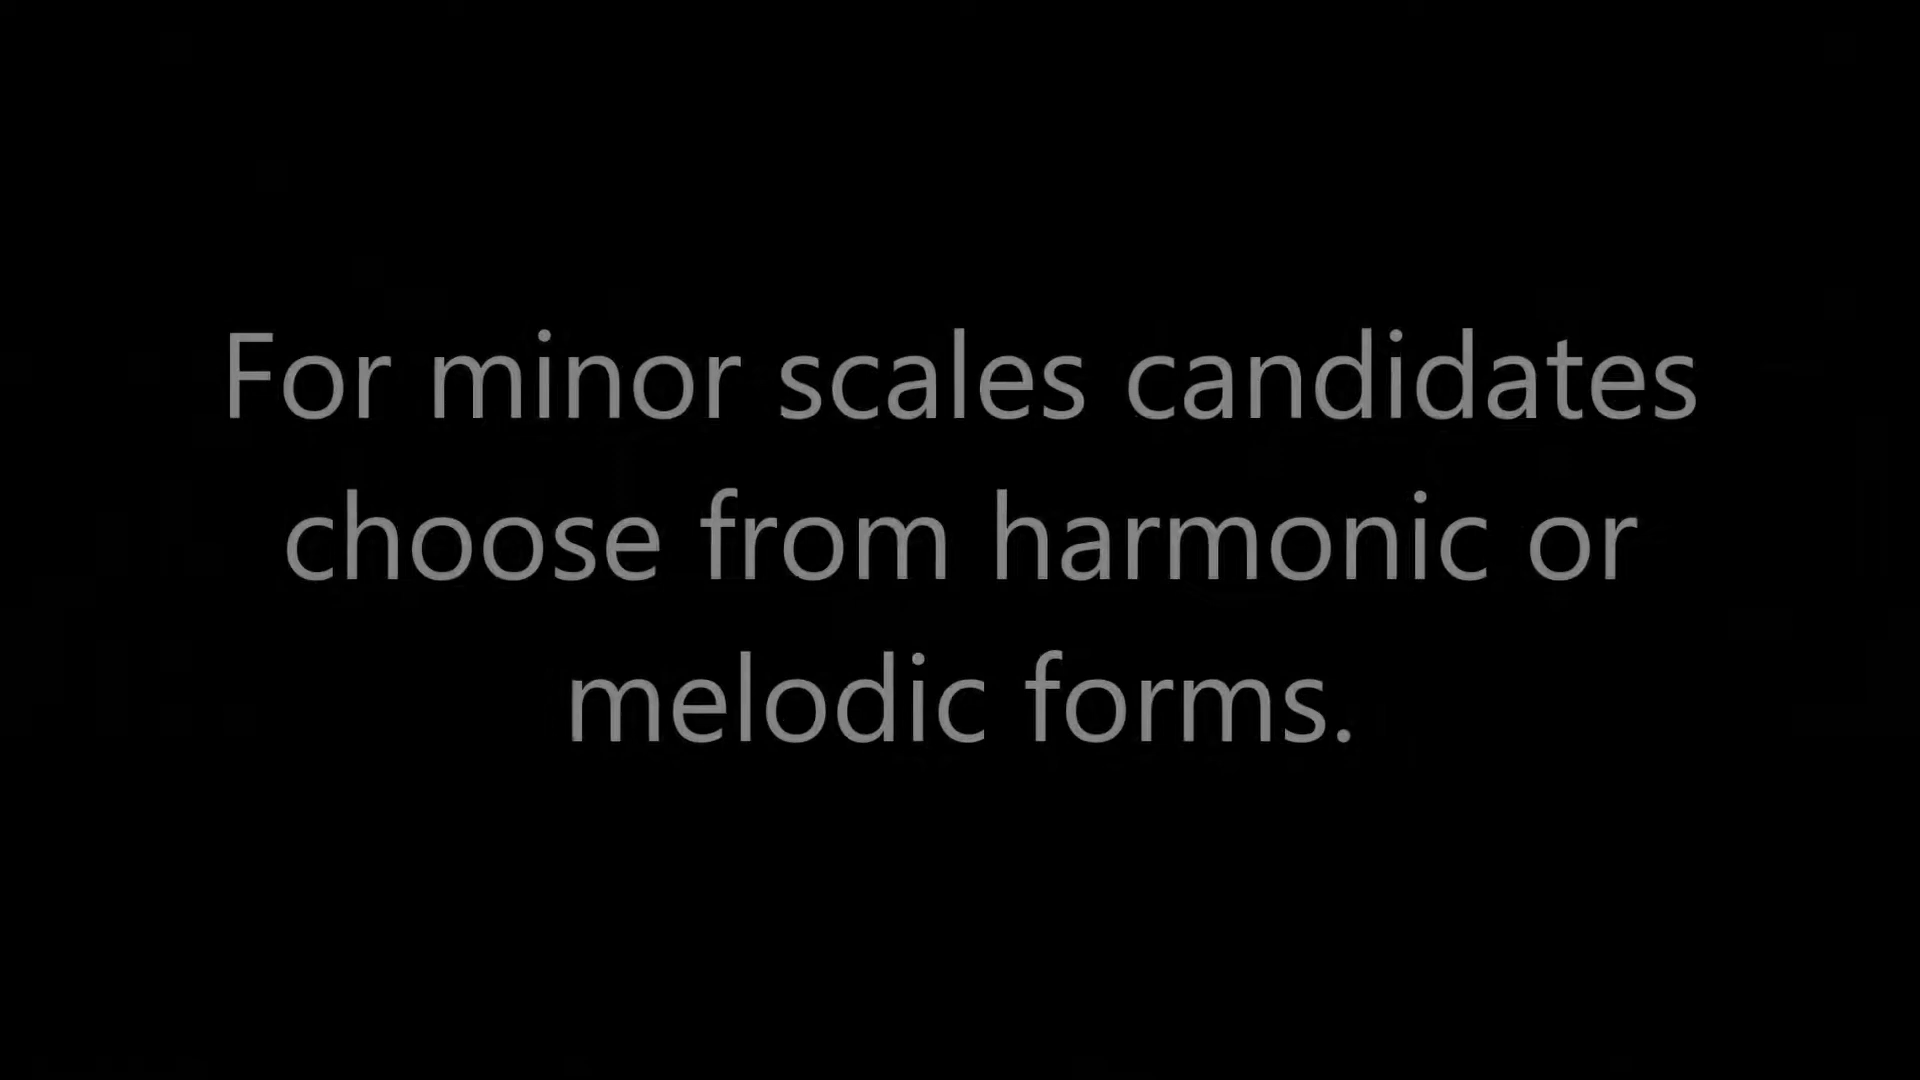 For minor scales candidates
choose from harmonic or
melodic forms.